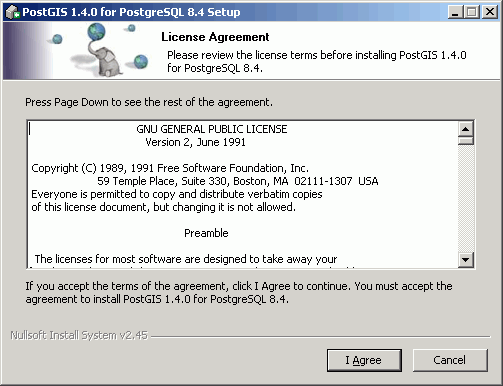 PostGIS 1.4.0 for PostgreSQL 8.4 Setup
License Agreement
Please review the license terms before installing PostGIS 1.4.0
for PostgreSQL 8.4.
Press Page Down to see the rest of the agreement.
GNU GENERAL PUBLIC LICENSE
Version 2, June 1991
Copyright (C) 1989, 1991 Free Software Foundation, Inc.
59 Temple Place, Suite 330, Boston, MA 02111-1307 USA
Everyone is permitted to copy and distribute verbatim copies
of this license document, but changing it is not allowed.
Preamble
The licenses for most software are designed to take away your
If you accept the terms of the agreement, click I Agree to continue. You must accept the
agreement to install PostGIS 1.4.0 for PostgreSQL 8.4.
Nullsoft Install System v2.45
I Agree
Cancel